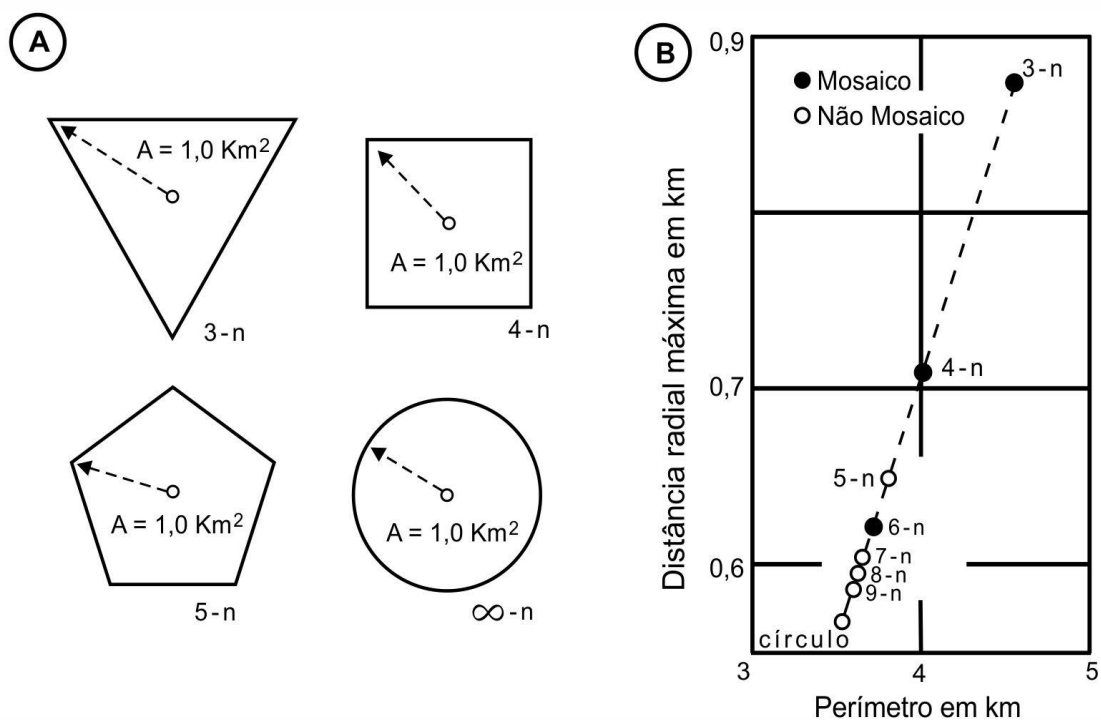 A
A = 1,0 Km²
3-n
A = 1,0 Km²
4-n
A = 1,0 Km²
5-n
A = 1,0 Km²
∞-n
B
Distância radial máxima em km
0,9
0,7
0,6
Mosaico
Não Mosaico
3-n
4-n
5-n
6-n
7-n
8-n
9-n
círculo
3
4
5
Perímetro em km